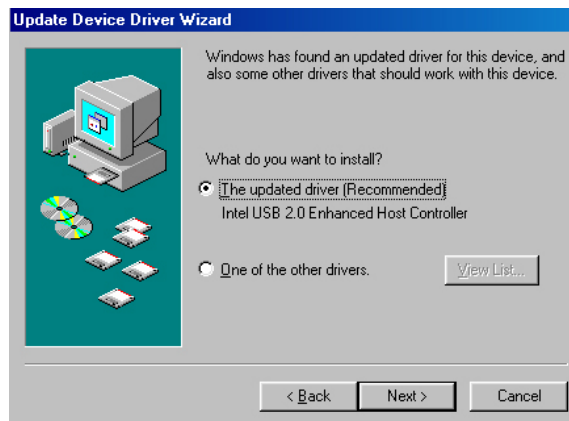 Update Device Driver Wizard
Windows has found an updated driver for this device, and
also some other drivers that should work with this device.
What do you want to install?
The updated driver (Recommended)
Intel USB 2.0 Enhanced Host Controller
One of the other drivers.
View List...
< Back
Next >
Cancel